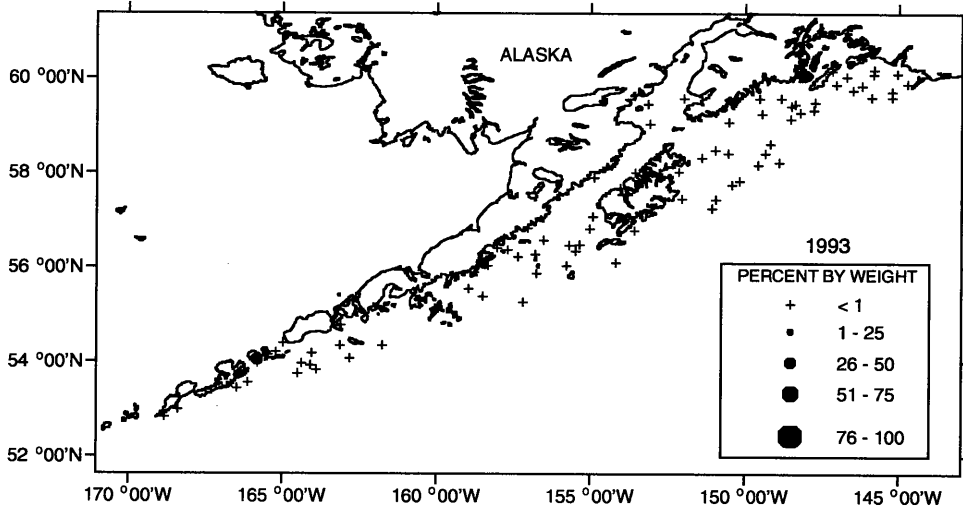 ALASKA
60 °00'N
58 °00'N
56 °00'N
54 °00'N
52 °00'N
1993
PERCENT BY WEIGHT
+ < 1
1 - 25
26 - 50
51 - 75
76 - 100
170 °00'W 165 °00'W 160 °00'W 155 °00'W 150 °00'W 145 °00'W